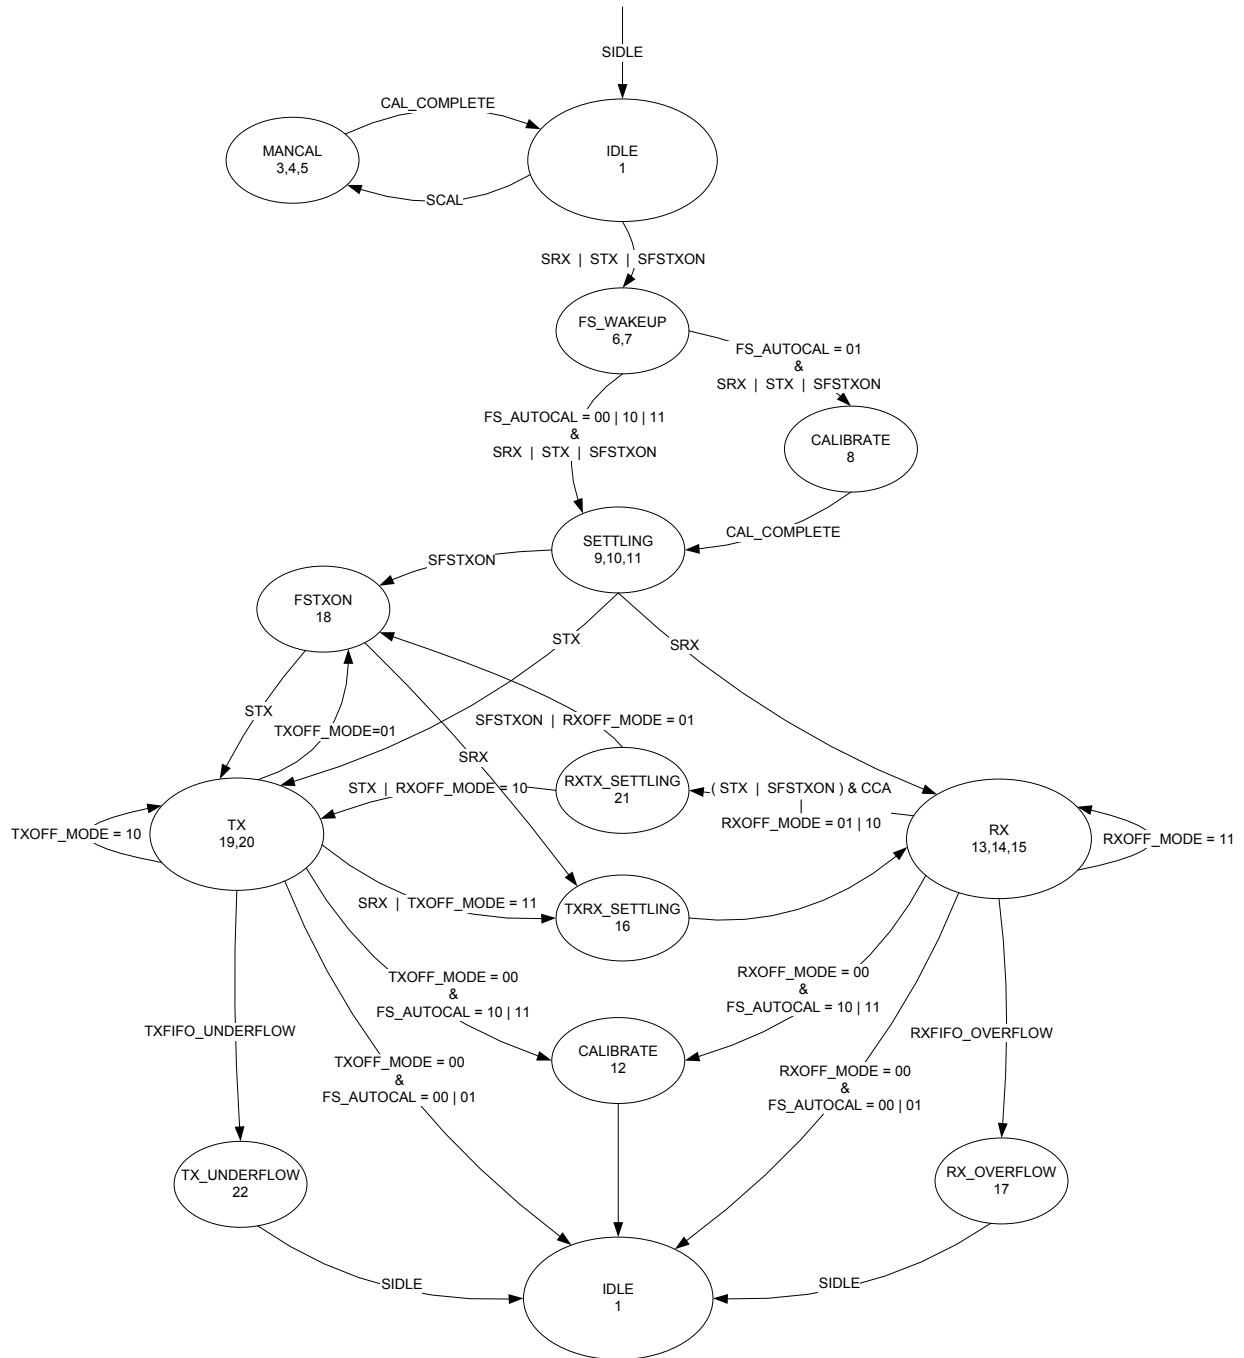 SIDLE
CAL_COMPLETE
MANCAL
3,4,5
IDLE
1
SCAL
SRX | STX | SFSTXON
FS_WAKEUP
6,7
FS_AUTOCAL = 01
&
SRX | STX | SFSTXON
FS_AUTOCAL = 00 | 10 | 11
&
SRX | STX | SFSTXON
CALIBRATE
8
CAL_COMPLETE
SETTLING
9,10,11
SFSTXON
FSTXON
18
STX
SRX
STX
TXOFF_MODE=01
SFSTXON | RXOFF_MODE = 01
SRX
RXTX_SETTLING
21
STX | RXOFF_MODE = 10
( STX | SFSTXON ) & CCA
|
RXOFF_MODE = 01 | 10
TXOFF_MODE = 10
TX
19,20
RX
13,14,15
RXOFF_MODE = 11
SRX | TXOFF_MODE = 11
TXRX_SETTLING
16
TXOFF_MODE = 00
&
FS_AUTOCAL = 10 | 11
RXOFF_MODE = 00
&
FS_AUTOCAL = 10 | 11
TXFIFO_UNDERFLOW
RXFIFO_OVERFLOW
CALIBRATE
12
TXOFF_MODE = 00
&
FS_AUTOCAL = 00 | 01
RXOFF_MODE = 00
&
FS_AUTOCAL = 00 | 01
TX_UNDERFLOW
22
RX_OVERFLOW
17
SIDLE
SIDLE
IDLE
1